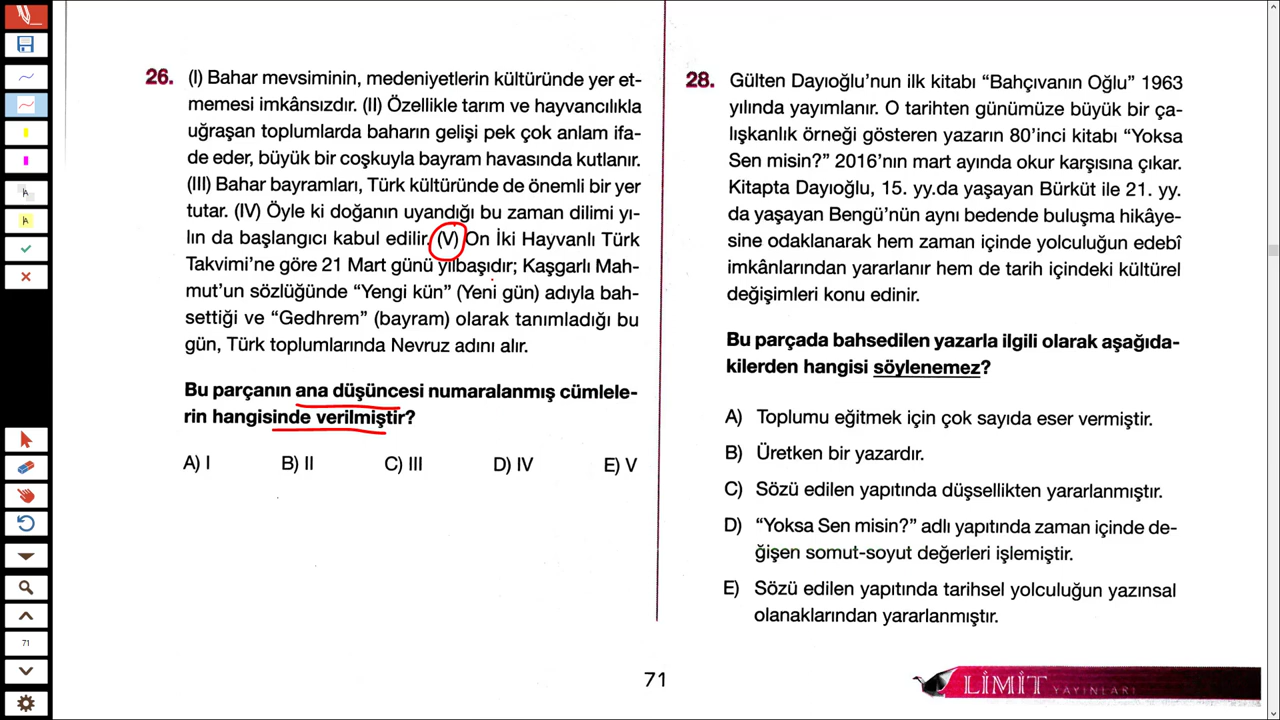 26. (I) Bahar mevsiminin, medeniyetlerin kültüründe yer et-
memesi imkânsızdır. (II) Özellikle tarım ve hayvancılıkla
uğraşan toplumlarda baharın gelişi pek çok anlam ifa-
de eder, büyük bir coşkuyla bayram havasında kutlanır.
(III) Bahar bayramları, Türk kültüründe de önemli bir yer
tutar. (IV) Öyle ki doğanın uyandığı bu zaman dilimi yı-
lın da başlangıcı kabul edilir. (V) On İki Hayvanlı Türk
Takvimi’ne göre 21 Mart günü yılbaşıdır; Kaşgarlı Mah-
mut’un sözlüğünde “Yengi kün” (Yeni gün) adıyla bah-
settiği ve “Gedhrem” (bayram) olarak tanımladığı bu
gün, Türk toplumlarında Nevruz adını alır.
Bu parçanın ana düşüncesi numaralanmış cümlele-
rin hangisinde verilmiştir?
A) I B) II C) III D) IV E) V
28. Gülten Dayıoğlu’nun ilk kitabı “Bahçıvanın Oğlu” 1963
yılında yayımlanır. O tarihten günümüze büyük bir ça-
lışkanlık örneği gösteren yazarın 80’inci kitabı “Yoksa
Sen misin?” 2016’nın mart ayında okur karşısına çıkar.
Kitapta Dayıoğlu, 15. yy.da yaşayan Bürküt ile 21. yy.
da yaşayan Bengü’nün aynı bedende buluşma hikâye-
sine odaklanarak hem zaman içinde yolculuğun edebî
imkânlarından yararlanır hem de tarih içindeki kültürel
değişimleri konu edinir.
Bu parçada bahsedilen yazarla ilgili olarak aşağıda-
kilerden hangisi söylenemez?
A) Toplumu eğitmek için çok sayıda eser vermiştir.
B) Üretken bir yazardır.
C) Sözü edilen yapıtında düşsellikten yararlanmıştır.
D) “Yoksa Sen misin?” adlı yapıtında zaman içinde de-
ğişen somut-soyut değerleri işlemiştir.
E) Sözü edilen yapıtında tarihsel yolculuğun yazınsal
olanaklarından yararlanmıştır.
71
71
LİMİT YAYINLARI